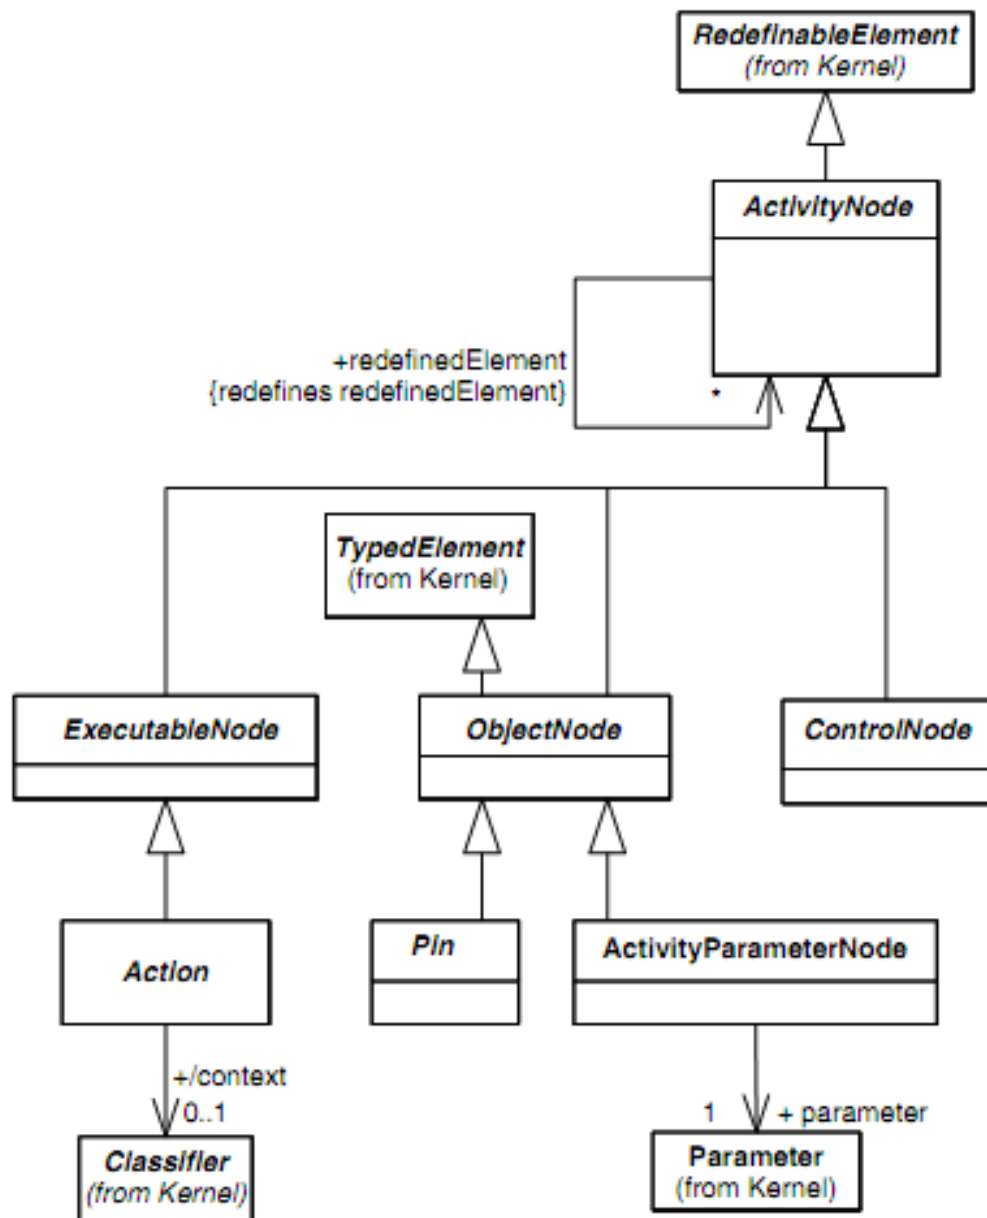 RedefinableElement
(from Kernel)
ActivityNode
+redefinedElement
{redefines redefinedElement}
*
TypedElement
(from Kernel)
ExecutableNode
ObjectNode
ControlNode
Action
Pin
ActivityParameterNode
+/context
0..1
1
+ parameter
Classifier
(from Kernel)
Parameter
(from Kernel)